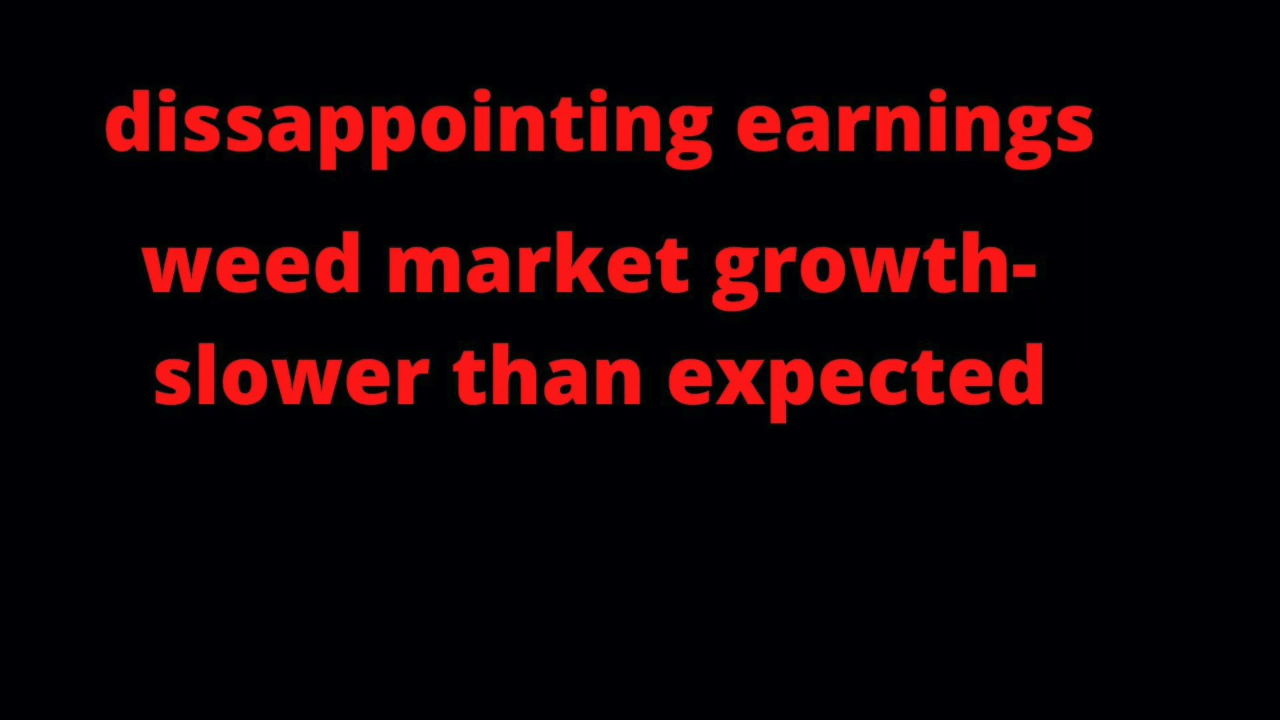 dissappointing earnings
weed market growth-
slower than expected